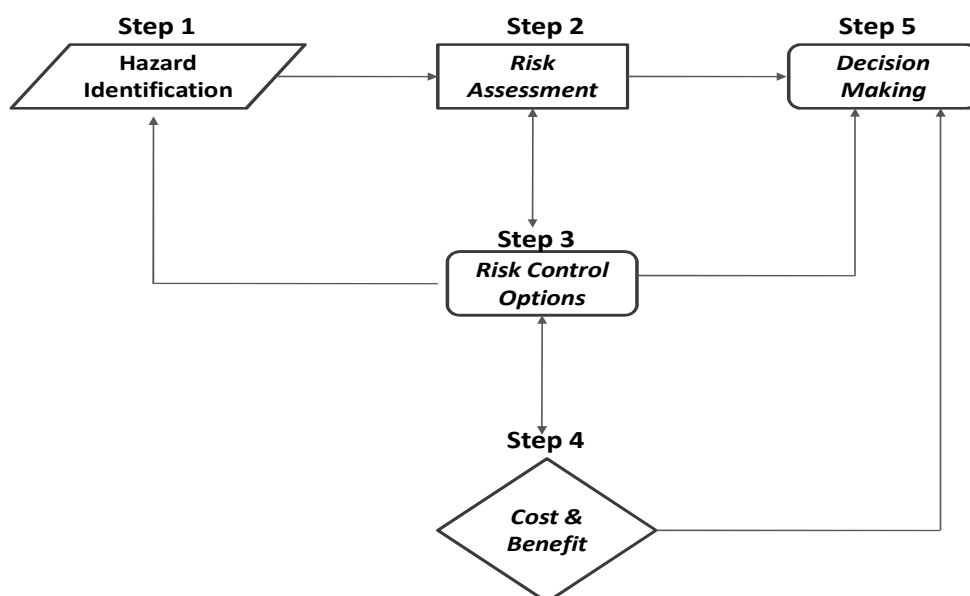 Step 1
Hazard
Identification
Step 2
Risk
Assessment
Step 5
Decision
Making
Step 3
Risk Control
Options
Step 4
Cost &
Benefit